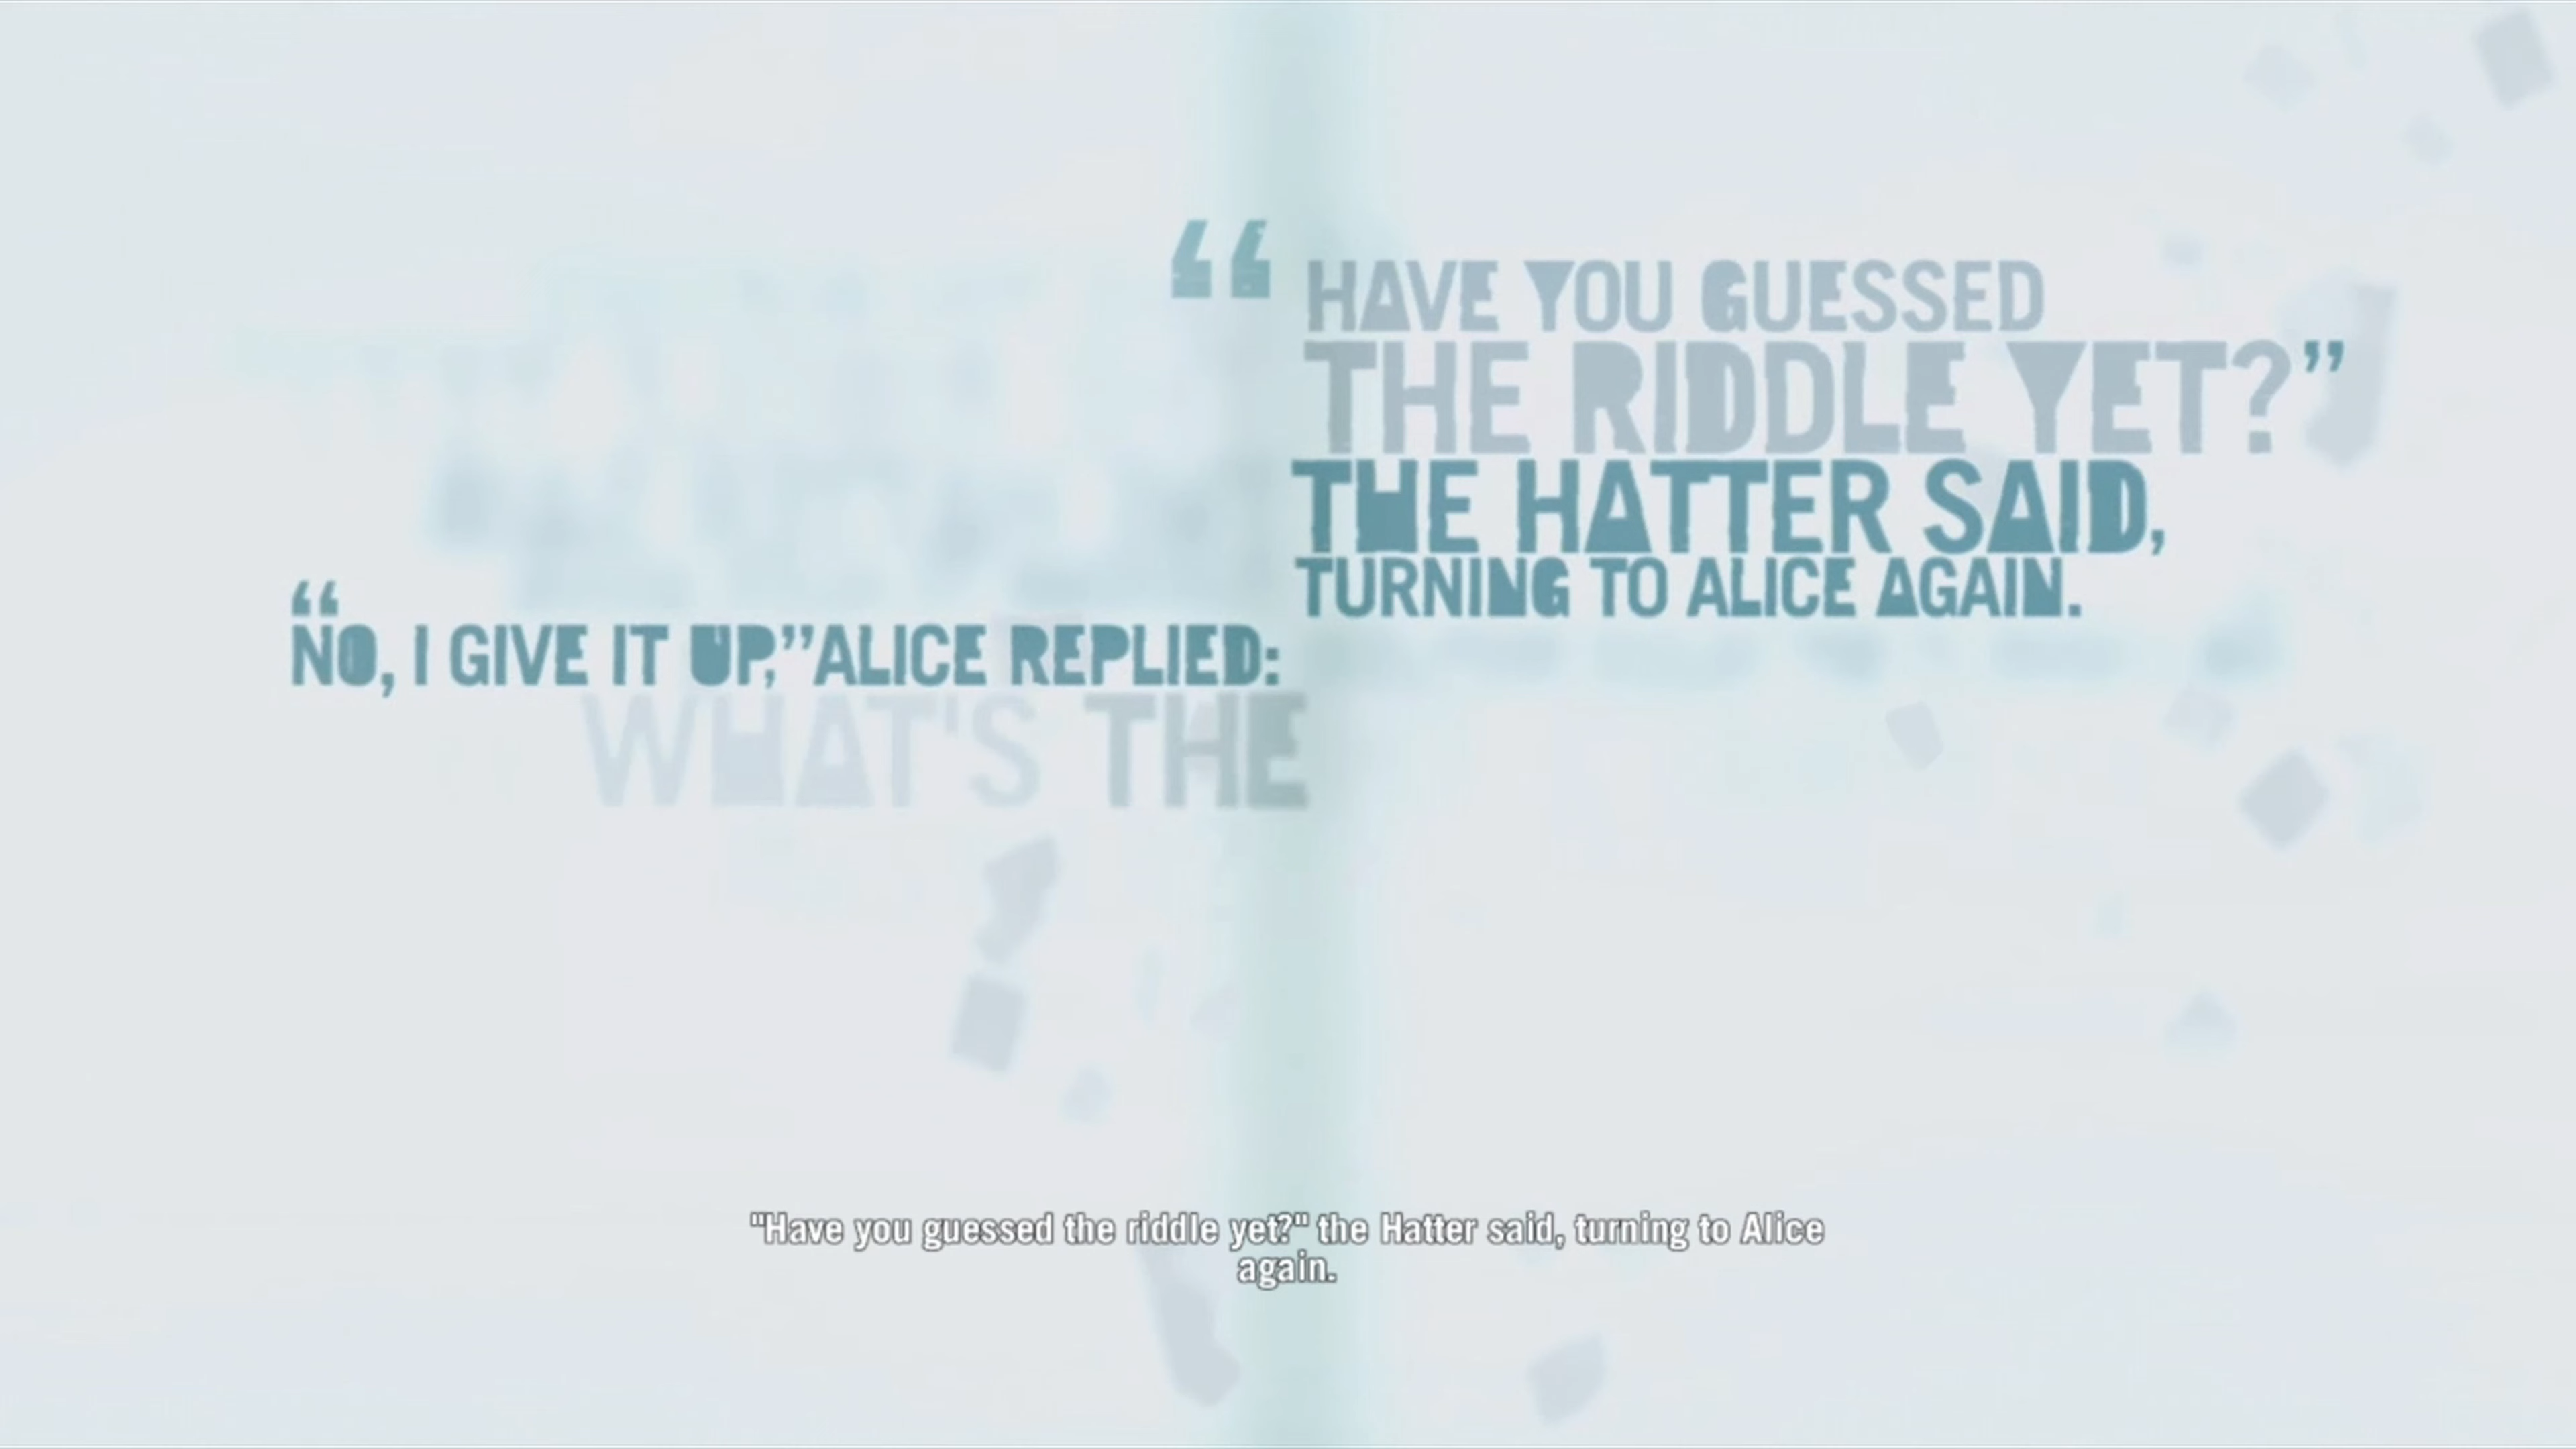 “ HAVE YOU GUESSED
THE RIDDLE YET?”
THE HATTER SAID,
TURNING TO ALICE AGAIN.
“NO, I GIVE IT UP,” ALICE REPLIED:
WHAT'S THE
"Have you guessed the riddle yet?" the Hatter said, turning to Alice
again.